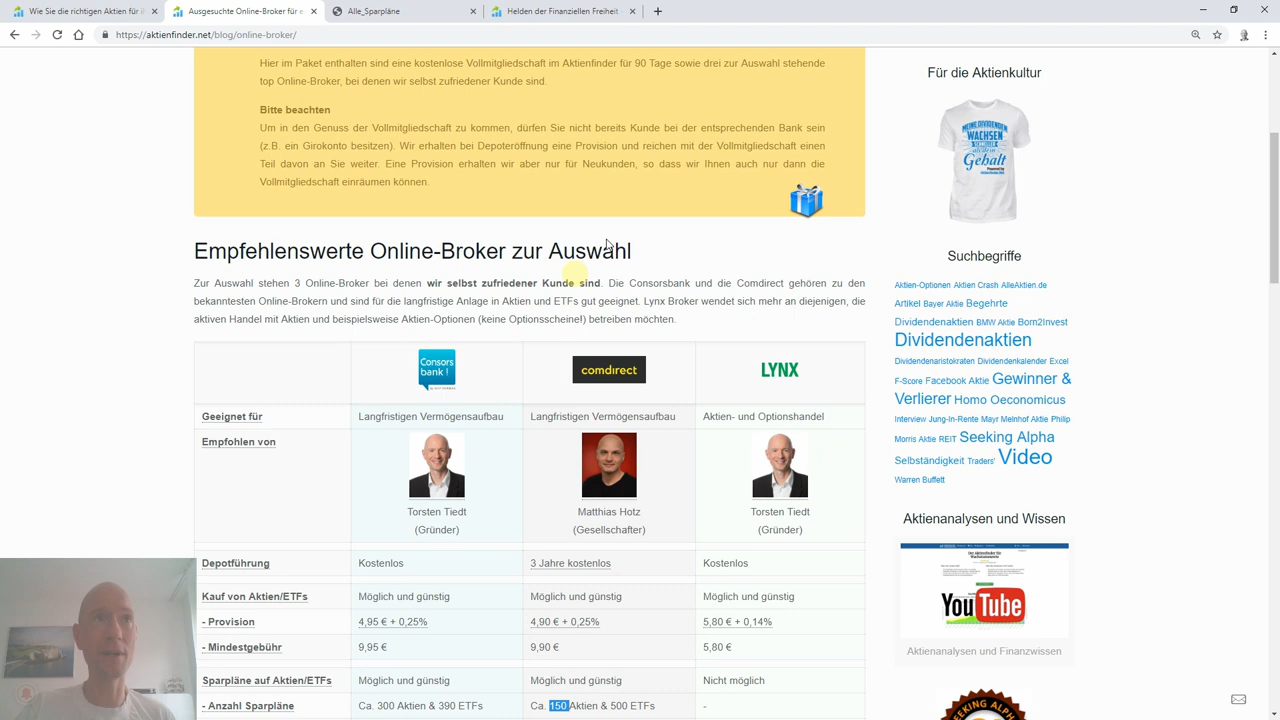 Wie Sie die richtigen Aktien für il
Ausgesuchte Online-Broker für e
Alle_Sparpläne
Helden der Finanziellen Freiheit
https://aktienfinder.net/blog/online-broker/
Hier im Paket enthalten sind eine kostenlose Vollmitgliedschaft im Aktienfinder für 90 Tage sowie drei zur Auswahl stehende
top Online-Broker, bei denen wir selbst zufriedener Kunde sind.
Bitte beachten
Um in den Genuss der Vollmitgliedschaft zu kommen, dürfen Sie nicht bereits Kunde bei der entsprechenden Bank sein
(z.B. ein Girokonto besitzen). Wir erhalten bei Depoteröffnung eine Provision und reichen mit der Vollmitgliedschaft einen
Teil davon an Sie weiter. Eine Provision erhalten wir aber nur für Neukunden, so dass wir Ihnen auch nur dann die
Vollmitgliedschaft einräumen können.
Empfehlenswerte Online-Broker zur Auswahl
Zur Auswahl stehen 3 Online-Broker bei denen wir selbst zufriedener Kunde sind. Die Consorsbank und die Comdirect gehören zu den
bekanntesten Online-Brokern und sind für die langfristige Anlage in Aktien und ETFs gut geeignet. Lynx Broker wendet sich mehr an diejenigen, die
aktiven Handel mit Aktien und beispielsweise Aktien-Optionen (keine Optionsscheine!) betreiben möchten.
Consors
bank !
comdirect
LYNX
Geeignet für
Langfristigen Vermögensaufbau
Langfristigen Vermögensaufbau
Aktien- und Optionshandel
Empfohlen von
Torsten Tiedt
(Gründer)
Matthias Hotz
(Gesellschafter)
Torsten Tiedt
(Gründer)
Depotführung
Kostenlos
3 Jahre kostenlos
Kostenlos
Kauf von Aktien/ETFs
Möglich und günstig
Möglich und günstig
Möglich und günstig
- Provision
4,95 € + 0,25%
4,90 € + 0,25%
5,80 € + 0,14%
- Mindestgebühr
9,95 €
9,90 €
5,80 €
Sparpläne auf Aktien/ETFs
Möglich und günstig
Möglich und günstig
Nicht möglich
- Anzahl Sparpläne
Ca. 300 Aktien & 390 ETFs
Ca. 150 Aktien & 500 ETFs
-
Für die Aktienkultur
MEINE DIVIDENDEN
WACHSEN
Gehalt
Suchbegriffe
Aktien-Optionen Aktien Crash AlleAktien.de
Artikel Bayer Aktie Begehrte
Dividendenaktien BMW Aktie Born2Invest
Dividendenaktien
Dividendenaristokraten Dividendenkalender Excel
F-Score Facebook Aktie Gewinner &
Verlierer Homo Oeconomicus
Interview Jung-In-Rente Mayr Melnhof Aktie Philip
Morris Aktie REIT Seeking Alpha
Selbständigkeit Traders' Video
Warren Buffett
Aktienanalysen und Wissen
YouTube
Aktienanalysen und Finanzwissen
SEEKING ALPHA